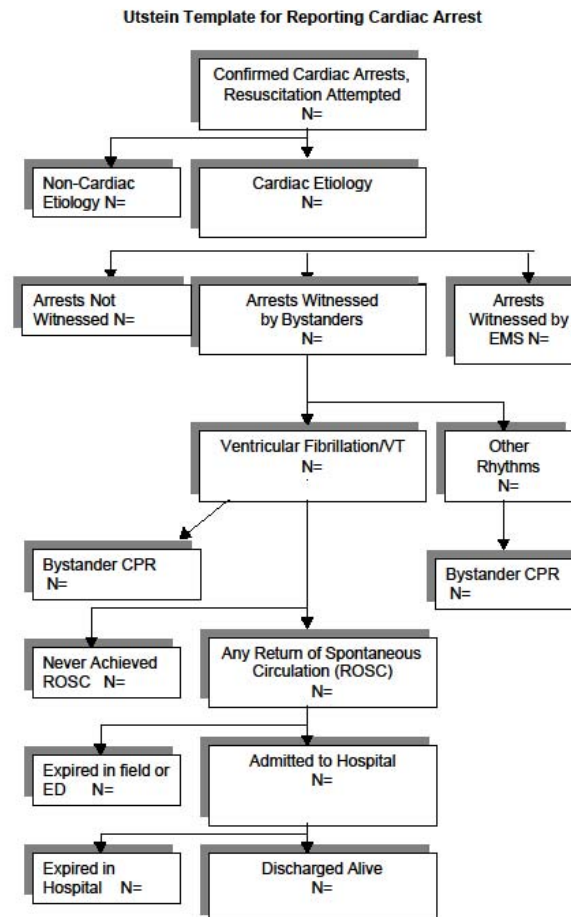 Utstein Template for Reporting Cardiac Arrest
Confirmed Cardiac Arrests,
Resuscitation Attempted
N=
Non-Cardiac
Etiology N=
Cardiac Etiology
N=
Arrests Not
Witnessed N=
Arrests Witnessed
by Bystanders
N=
Arrests
Witnessed by
EMS N=
Ventricular Fibrillation/VT
N=
Other
Rhythms
N=
Bystander CPR
N=
Bystander CPR
N=
Never Achieved
ROSC N=
Any Return of Spontaneous
Circulation (ROSC)
N=
Expired in field or
ED N=
Admitted to Hospital
N=
Expired in
Hospital N=
Discharged Alive
N=